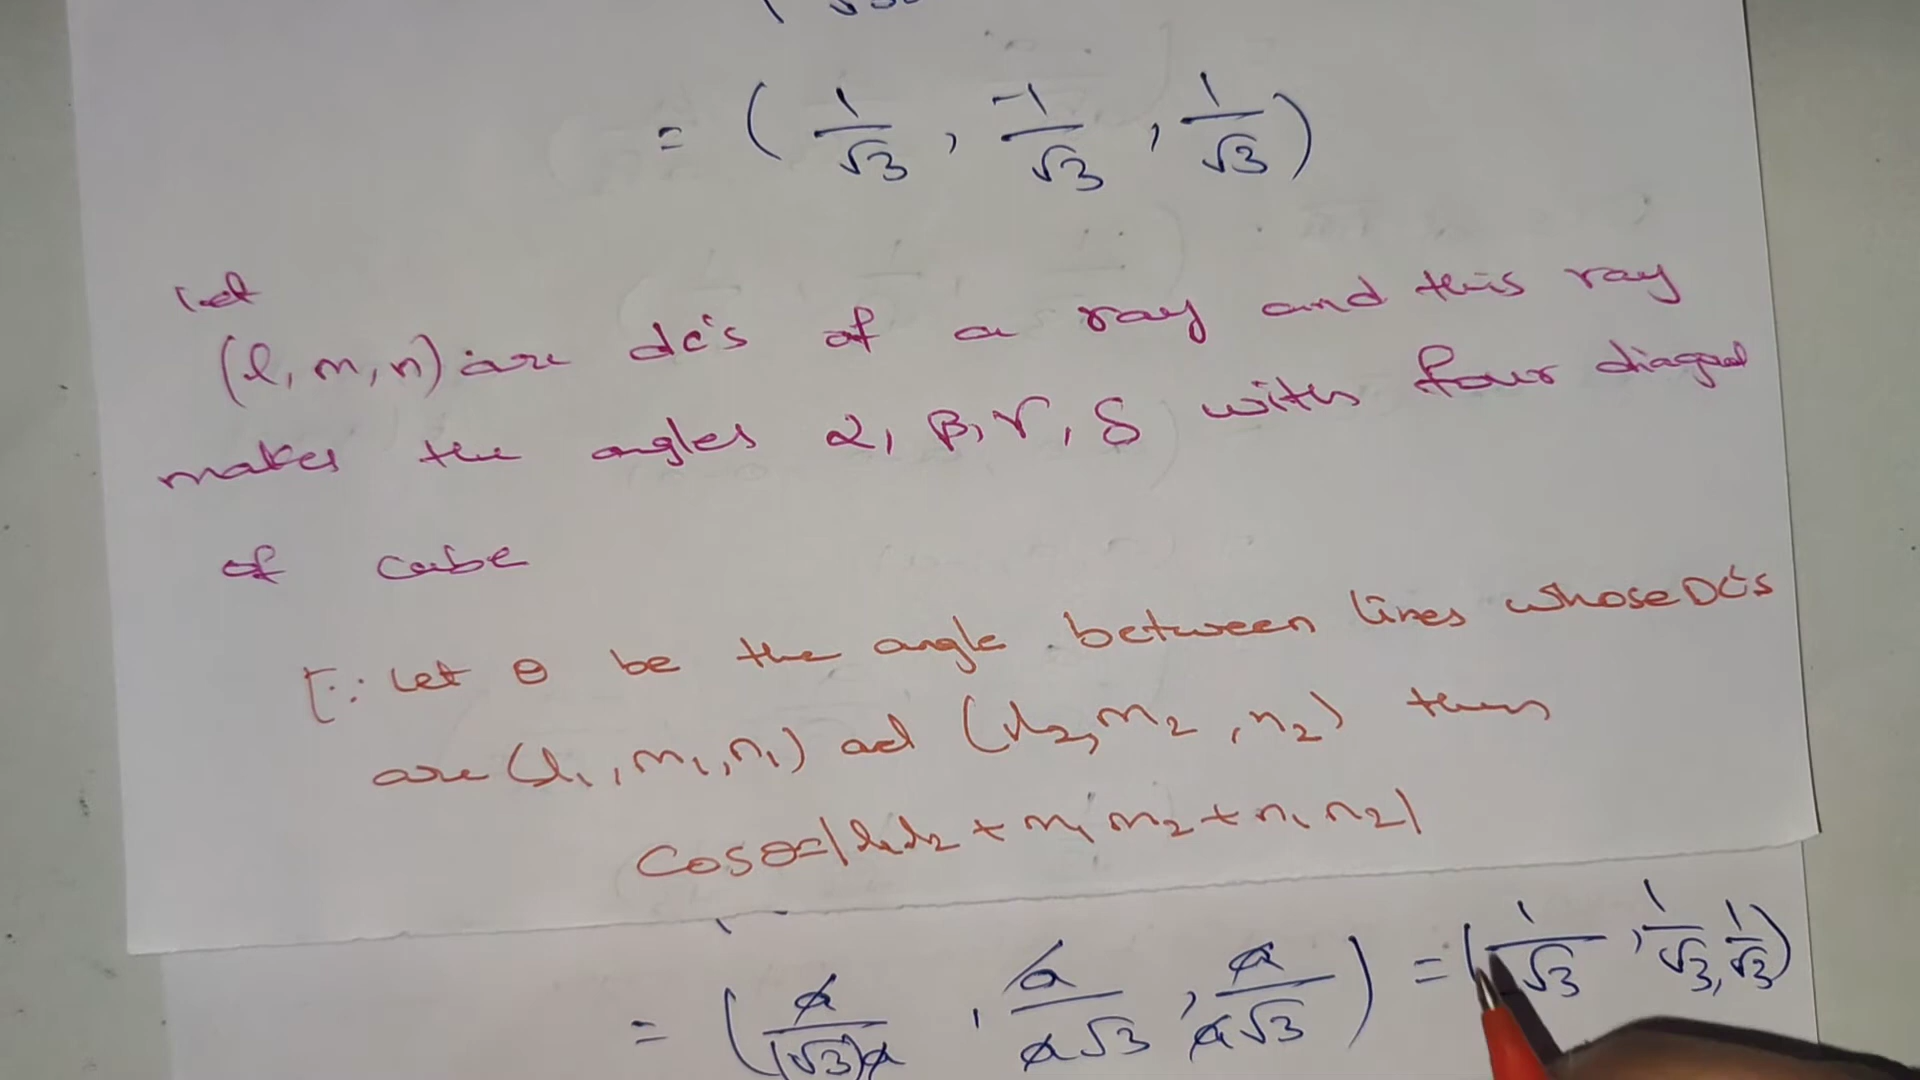 = ( 1/√3 , -1/√3 , 1/√3 )
Let
(l, m, n) are dc's of a ray and this ray
makes the angles α, β, γ, δ with four diagonal
of cube
[∵ Let θ be the angle between lines whose DC's
are (l₁, m₁, n₁) ad (l₂, m₂, n₂) then
Cosθ = |l₁l₂ + m₁m₂ + n₁n₂|
= ( a/(√3)a , a/a√3 , a/a√3 ) = ( 1/√3 , 1/√3, 1/√3 )